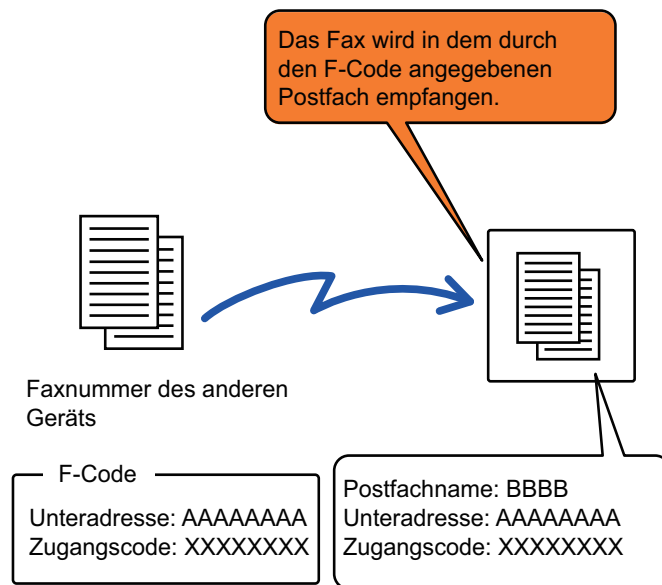 Das Fax wird in dem durch
den F-Code angegebenen
Postfach empfangen.
Faxnummer des anderen
Geräts
F-Code
Unteradresse: AAAAAAAA
Zugangscode: XXXXXXXX
Postfachname: BBBB
Unteradresse: AAAAAAAA
Zugangscode: XXXXXXXX